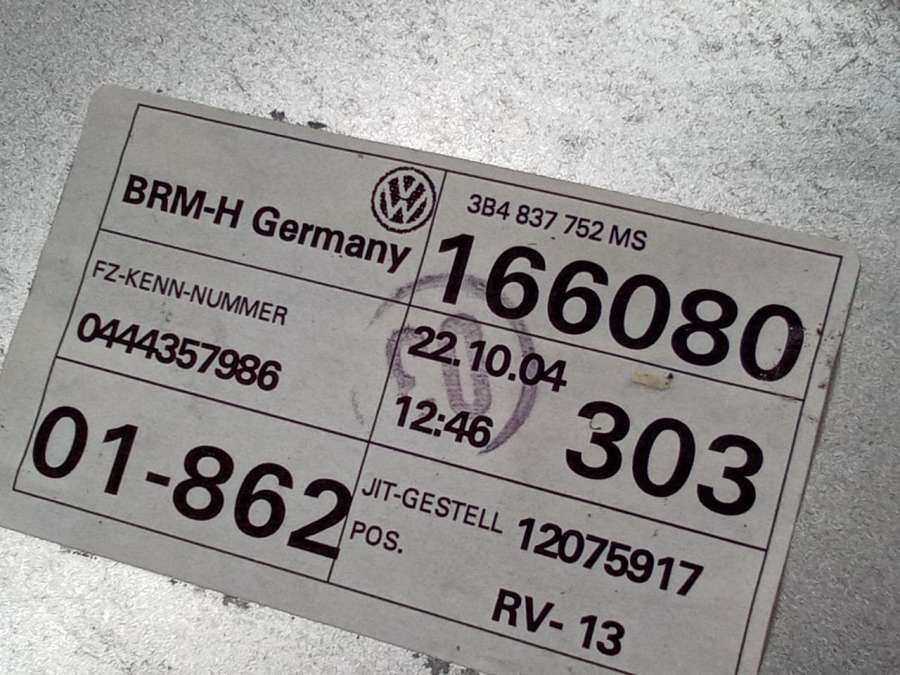 BRM-H Germany
3B4 837 752 MS
166080
FZ-KENN-NUMMER
0444357986
22.10.04
12:46
303
01-862
JIT-GESTELL 12075917
POS.
RV- 13